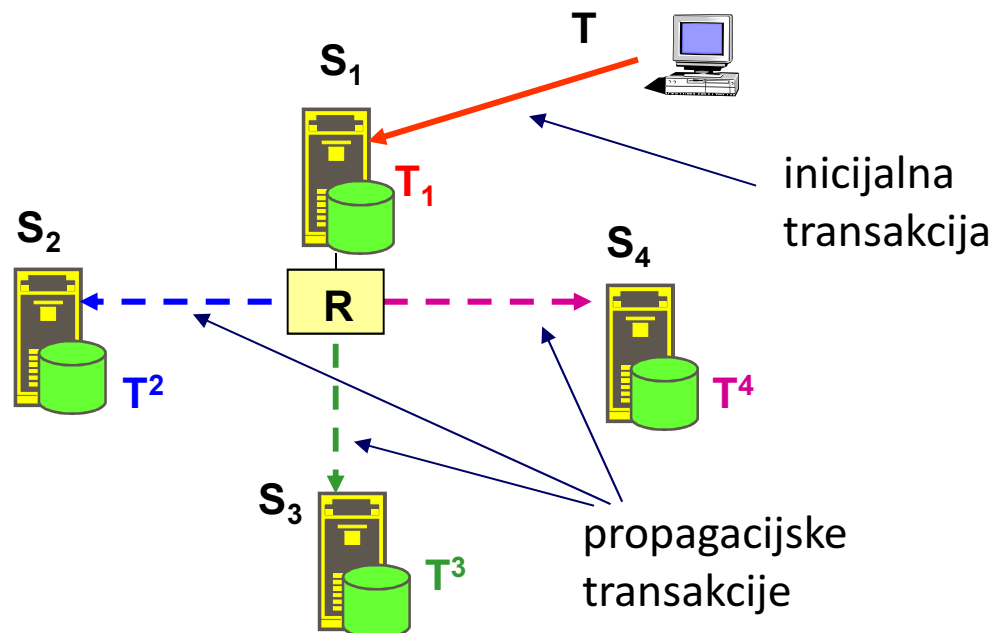 T
S₁
T₁
inicijalna
transakcija
S₂
S₄
R
T²
T⁴
S₃
T³
propagacijske
transakcije